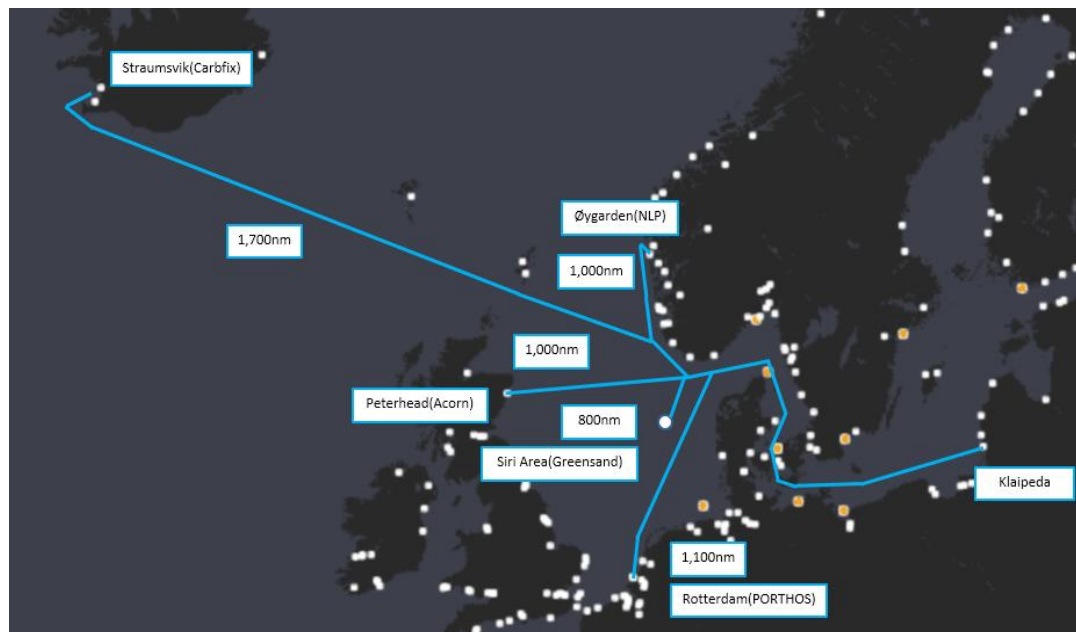 Straumsvik(Carbfix)
1,700nm
Øygarden(NLP)
1,000nm
1,000nm
Peterhead(Acorn)
800nm
Siri Area(Greensand)
Klaipeda
1,100nm
Rotterdam(PORTHOS)